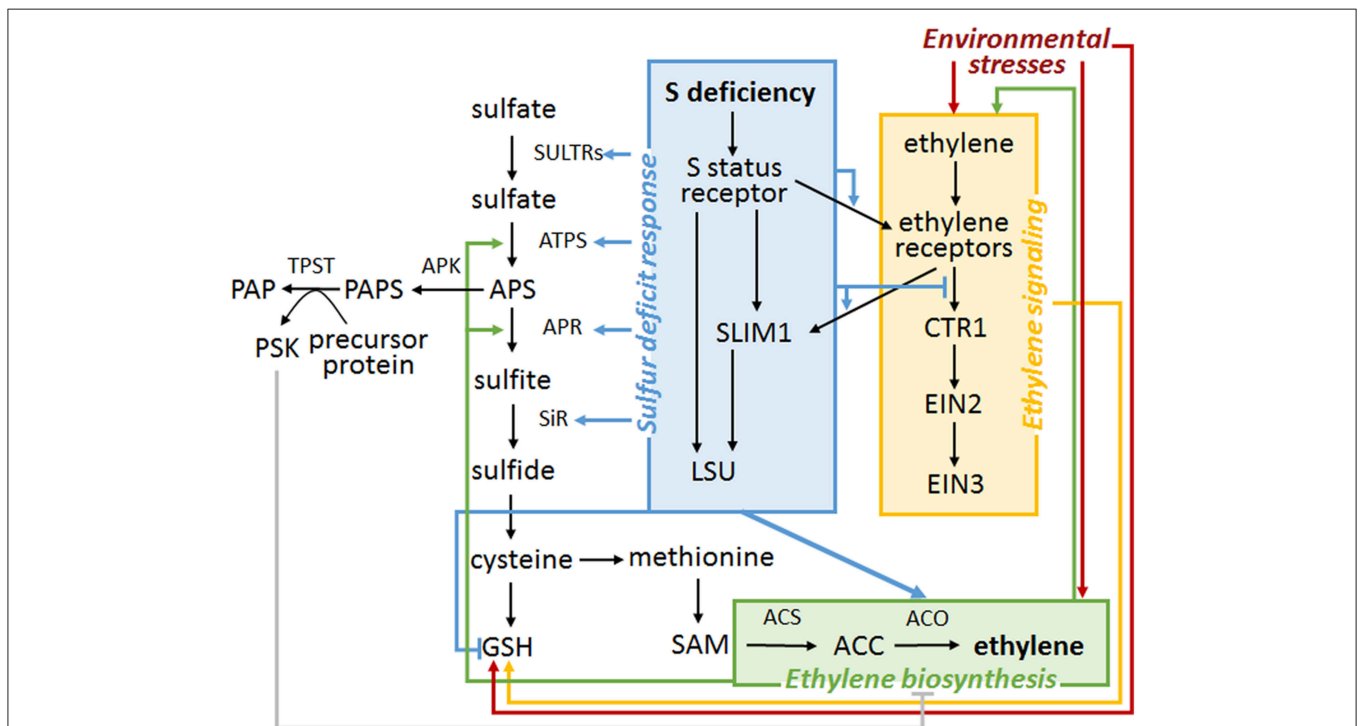 Environmental
stresses
S deficiency
sulfate
SULTRs
S status
receptor
ethylene
sulfate
ethylene
receptors
ATPS
TPST
APK
PAP
PAPS
APS
APR
SLIM1
CTR1
PSK
precursor
protein
sulfite
SiR
EIN2
sulfide
LSU
EIN3
Sulfur deficit response
Ethylene signaling
cysteine
methionine
GSH
SAM
ACS
ACC
ACO
ethylene
Ethylene biosynthesis